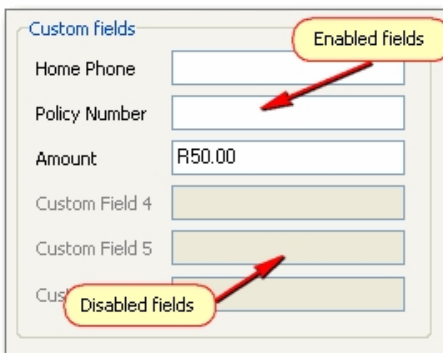 Custom fields
Enabled fields
Home Phone
Policy Number
Amount
R50.00
Custom Field 4
Custom Field 5
Cus
Disabled fields